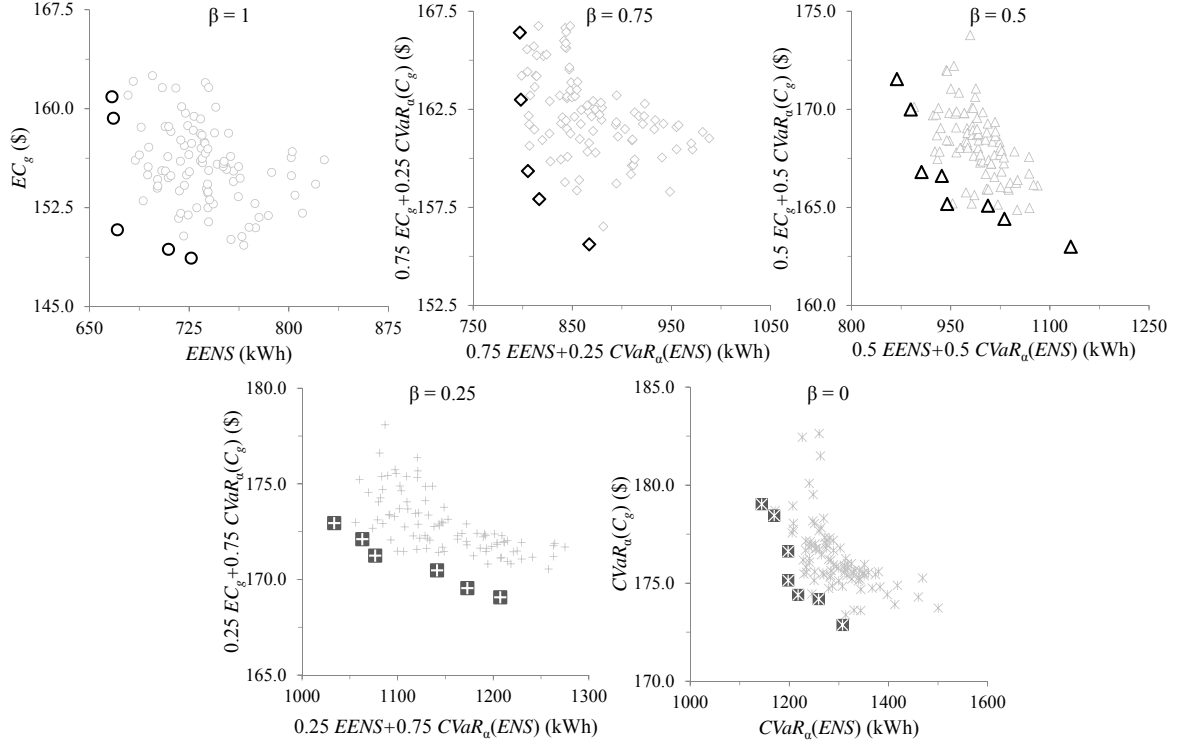 β = 1
167.5
160.0
152.5
145.0
650
725
800
875
EC_g ($)
EENS (kWh)
β = 0.75
167.5
162.5
157.5
152.5
750
850
950
1050
0.75 EC_g+0.25 CVaR_α(C_g) ($)
0.75 EENS+0.25 CVaR_α(ENS) (kWh)
β = 0.5
175.0
170.0
165.0
160.0
800
950
1100
1250
0.5 EC_g+0.5 CVaR_α(C_g) ($)
0.5 EENS+0.5 CVaR_α(ENS) (kWh)
β = 0.25
180.0
175.0
170.0
165.0
1000
1100
1200
1300
0.25 EC_g+0.75 CVaR_α(C_g) ($)
0.25 EENS+0.75 CVaR_α(ENS) (kWh)
β = 0
185.0
180.0
175.0
170.0
1000
1200
1400
1600
CVaR_α(C_g) ($)
CVaR_α(ENS) (kWh)